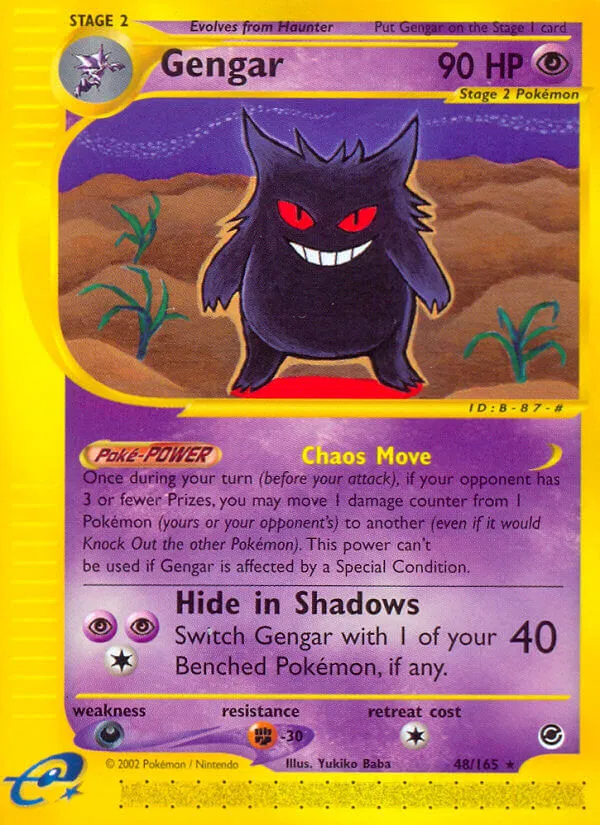 STAGE 2
Evolves from Haunter
Put Gengar on the Stage 1 card
Gengar
90 HP
Stage 2 Pokémon
ID:B-87-#
Poké-POWER
Chaos Move
Once during your turn (before your attack), if your opponent has
3 or fewer Prizes, you may move 1 damage counter from 1
Pokémon (yours or your opponent's) to another (even if it would
Knock Out the other Pokémon). This power can't
be used if Gengar is affected by a Special Condition.
Hide in Shadows
Switch Gengar with 1 of your
Benched Pokémon, if any.
40
weakness
resistance
retreat cost
-30
© 2002 Pokémon / Nintendo
Illus. Yukiko Baba
48/165 ★
e